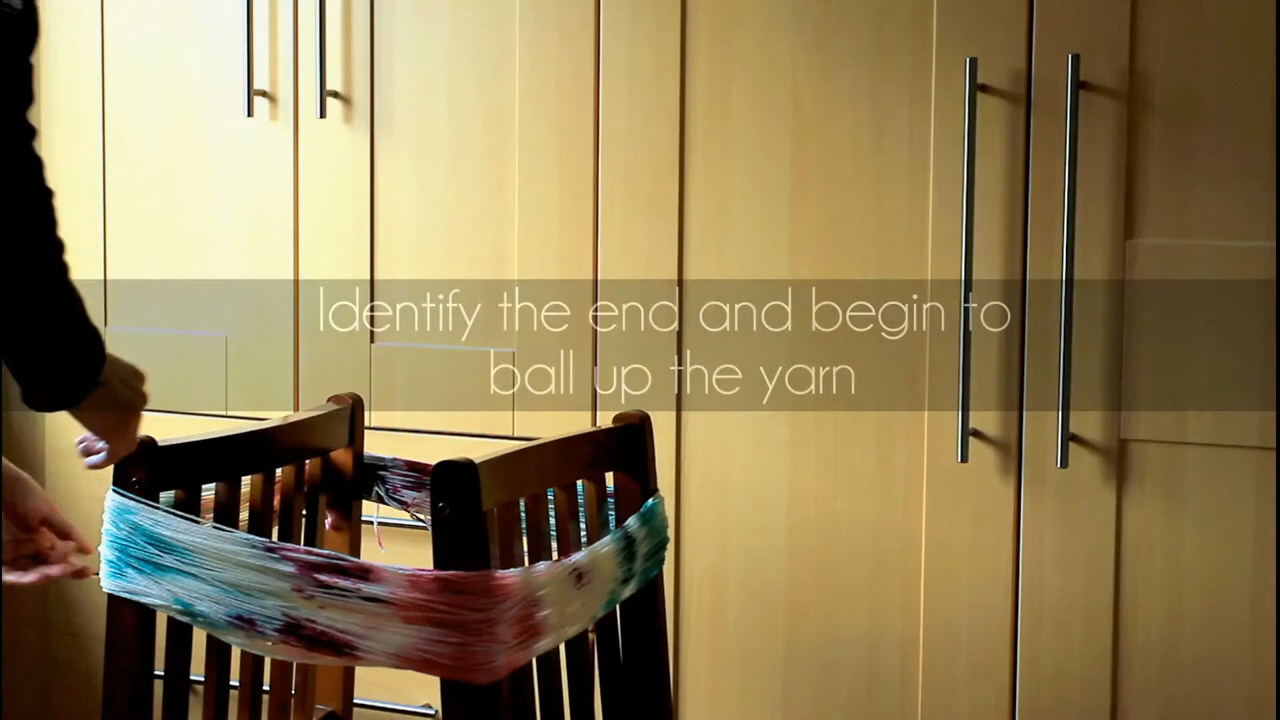 Identify the end and begin to
ball up the yarn